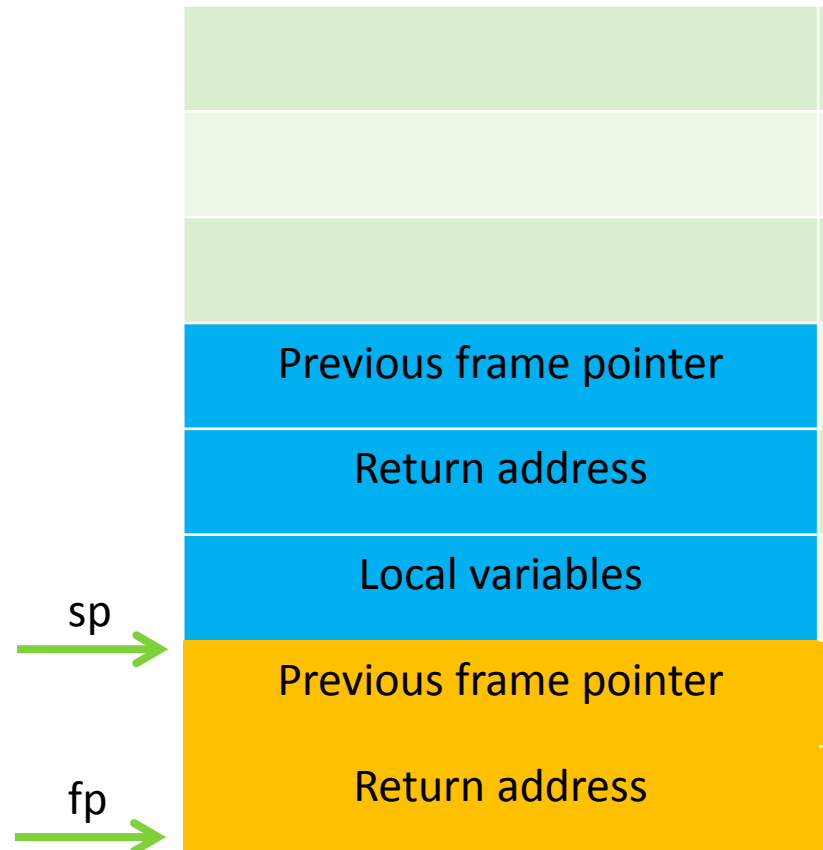 Previous frame pointer
Return address
Local variables
sp
Previous frame pointer
Return address
fp